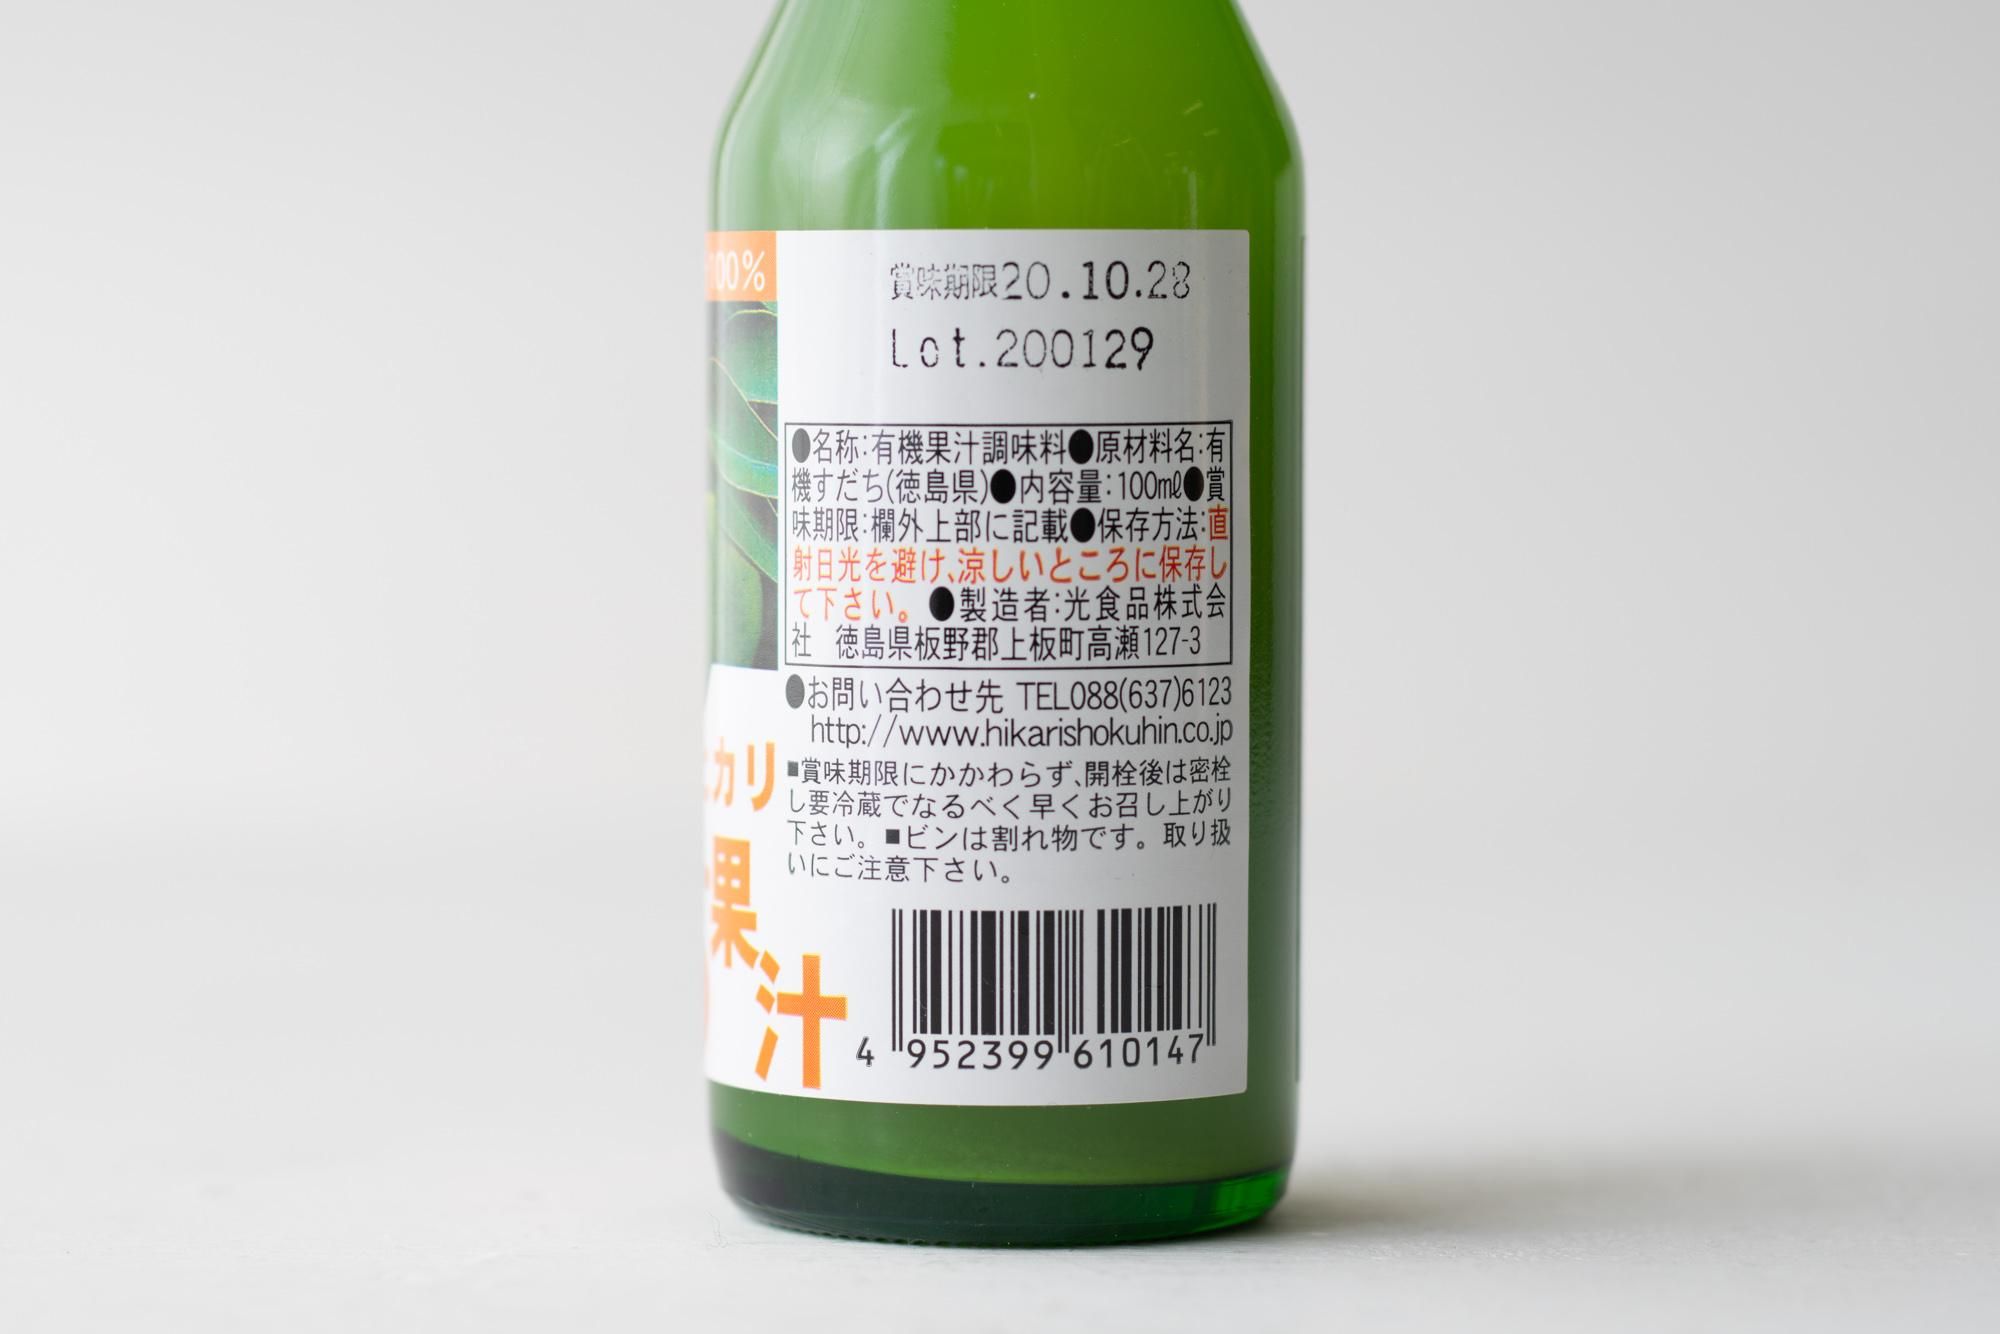 100%
賞味期限20.10.28
Lot.200129
●名称:有機果汁調味料●原材料名:有
機すだち(徳島県)●内容量:100mℓ●賞
味期限:欄外上部に記載●保存方法:直
射日光を避け、涼しいところに保存し
て下さい。●製造者:光食品株式会
社　徳島県板野郡上板町高瀬127-3
●お問い合わせ先 TEL088(637)6123
http://www.hikarishokuhin.co.jp
■賞味期限にかかわらず、開栓後は密栓
し要冷蔵でなるべく早くお召し上がり
下さい。■ビンは割れ物です。取り扱
いにご注意下さい。
カリ
果汁
4 952399 610147